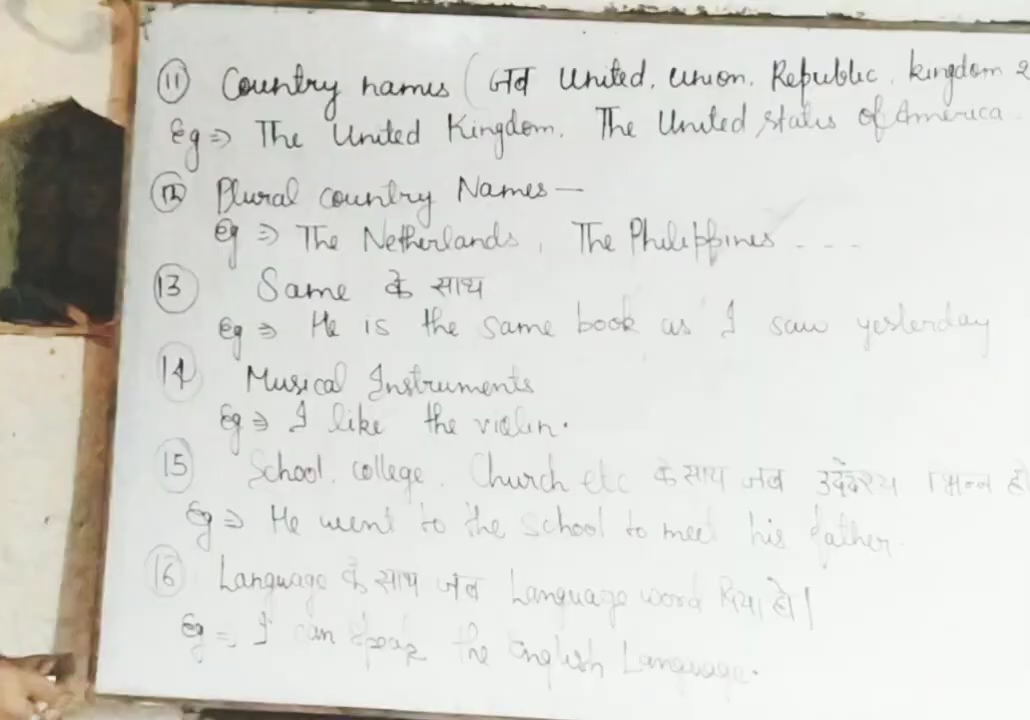 11 Country names ( जब United, Union, Republic, kingdom
Eg ⇒ The United Kingdom. The United states of America.
12 Plural country Names —
Eg ⇒ The Netherlands, The Philippines - - -
13 Same के साथ
Eg ⇒ He is the same book as I saw yesterday
14 Musical Instruments
Eg ⇒ I like the violin.
15 School, college, Church etc के साथ जब उद्देश्य भिन्न हो
Eg ⇒ He went to the school to meet his father.
16 Language के साथ जब Language word दिया हो।
Eg ⇒ I can speak the English Language.